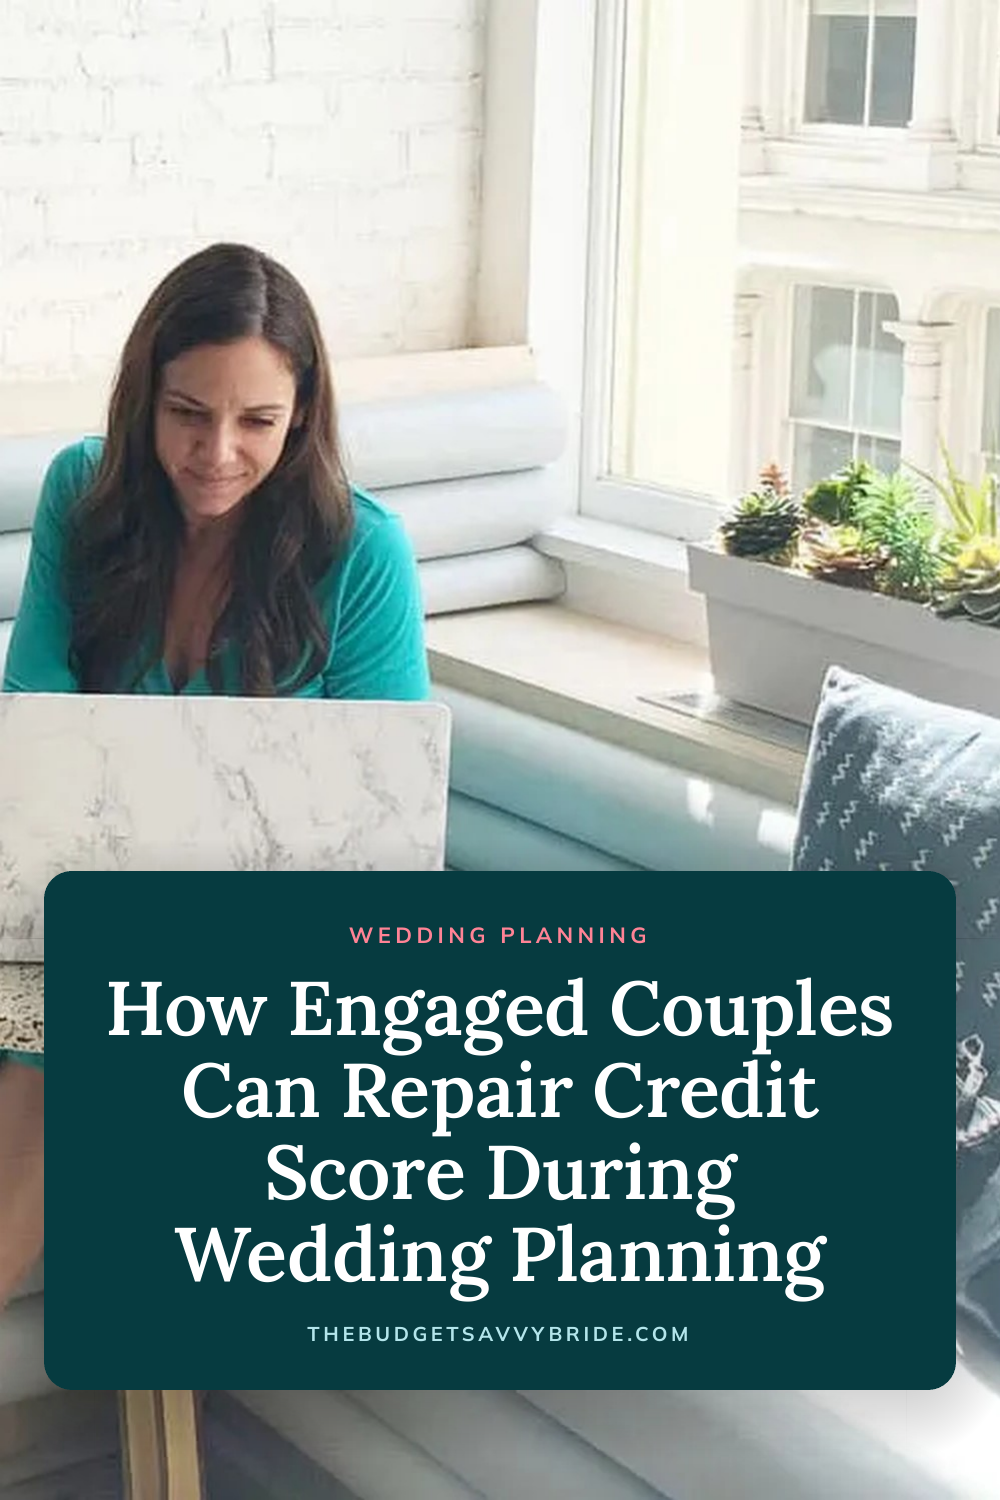 WEDDING PLANNING
How Engaged Couples
Can Repair Credit
Score During
Wedding Planning
THEBUDGETSAVVYBRIDE.COM